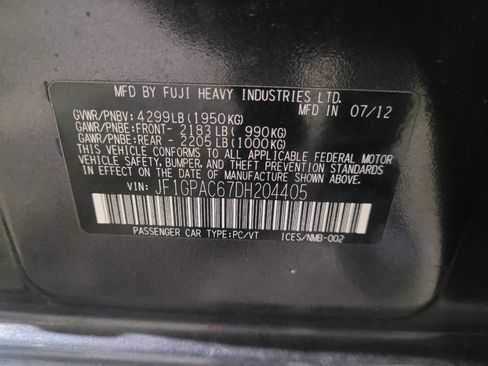 MFD BY FUJI HEAVY INDUSTRIES LTD.
GVWR/PNBV: 4299LB(1950KG) MFD IN 07/12
GAWR/PNBE:FRONT- 2183LB( 990KG)
GAWR/PNBE:REAR - 2205LB(1000KG)
THIS VEHICLE CONFORMS TO ALL APPLICABLE FEDERAL MOTOR
VEHICLE SAFETY, BUMPER, AND THEFT PREVENTION STANDARDS
IN EFFECT ON THE DATE OF MANUFACTURE SHOWN ABOVE.
VIN: JF1GPAC67DH204405
PASSENGER CAR TYPE:PC/VT ICES/NMB-002